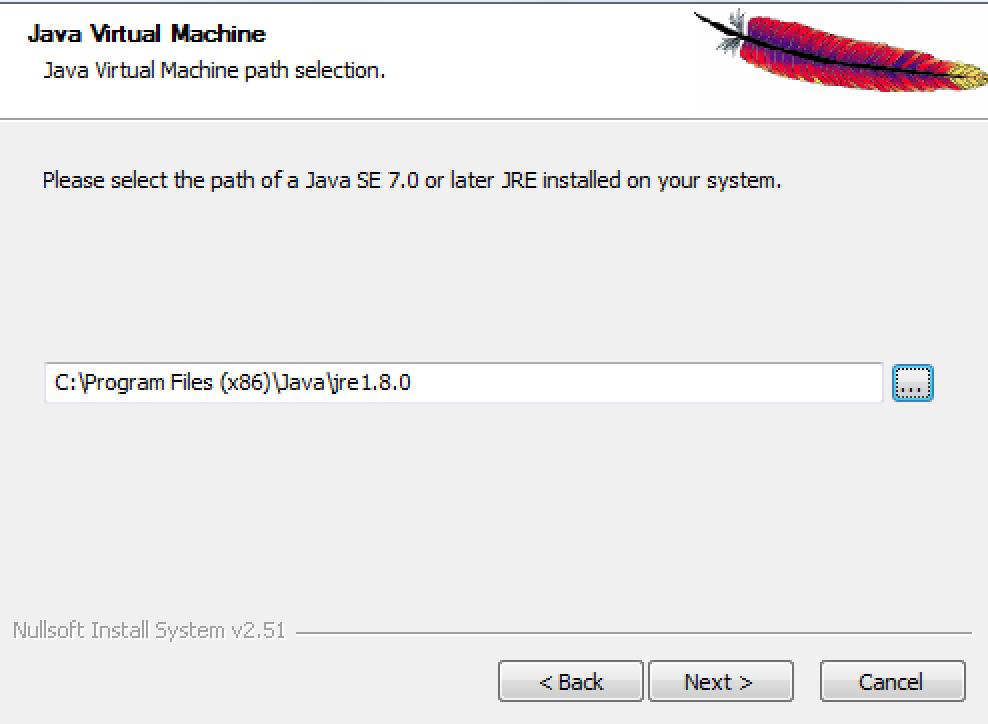 Java Virtual Machine
Java Virtual Machine path selection.
Please select the path of a Java SE 7.0 or later JRE installed on your system.
C:\Program Files (x86)\Java\jre1.8.0
...
Nullsoft Install System v2.51
< Back
Next >
Cancel